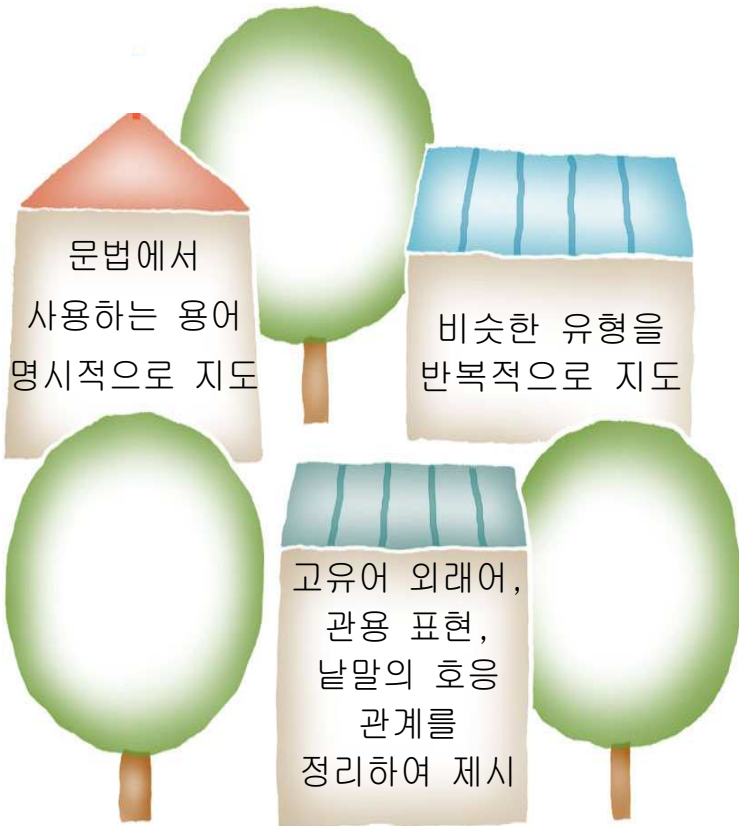 문법에서
사용하는 용어
명시적으로 지도
비슷한 유형을
반복적으로 지도
고유어 외래어,
관용 표현,
낱말의 호응
관계를
정리하여 제시